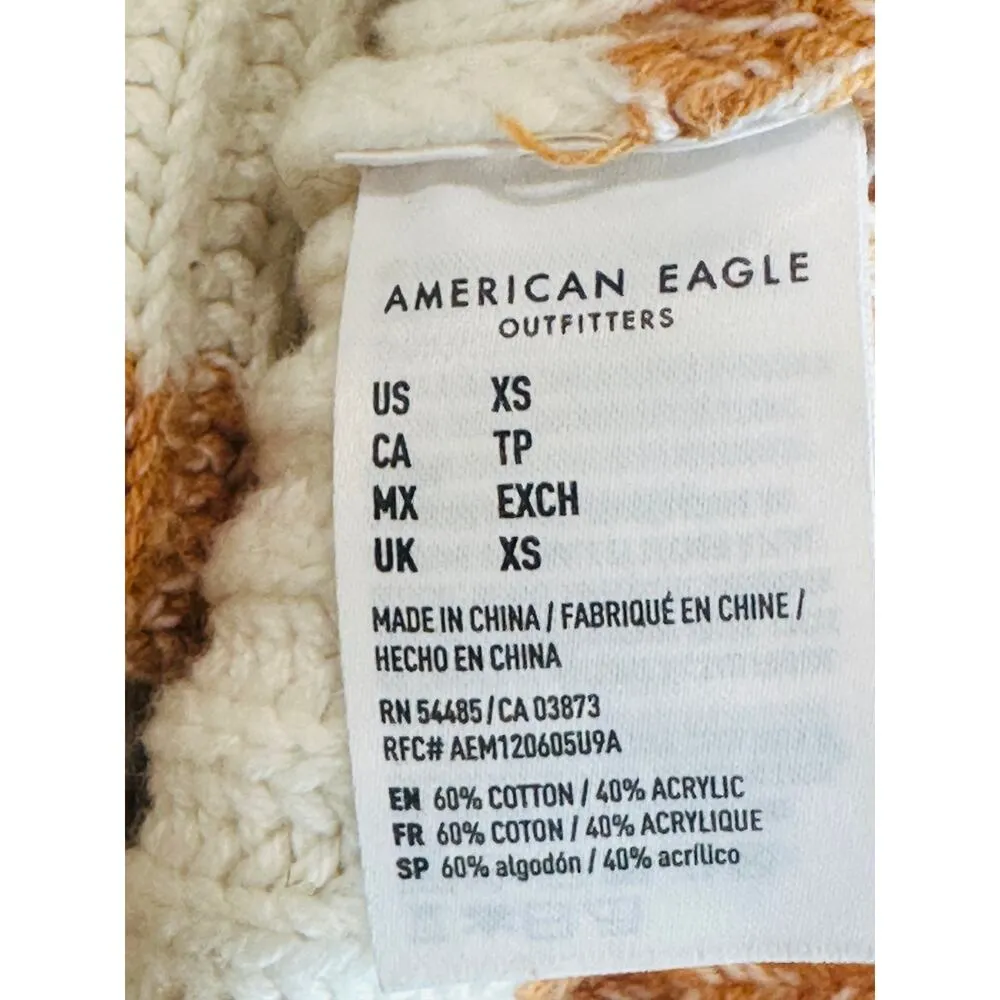 AMERICAN EAGLE
OUTFITTERS
US XS
CA TP
MX EXCH
UK XS
MADE IN CHINA / FABRIQUÉ EN CHINE /
HECHO EN CHINA
RN 54485 / CA 03873
RFC# AEM120605U9A
EN 60% COTTON / 40% ACRYLIC
FR 60% COTON / 40% ACRYLIQUE
SP 60% algodón / 40% acrílico